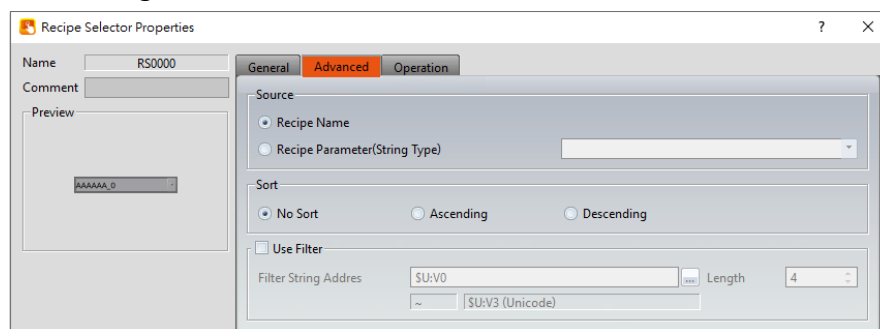 Recipe Selector Properties ? X
Name RS0000
Comment
Preview
AAAAAA_0
General Advanced Operation
Source
Recipe Name
Recipe Parameter(String Type)
Sort
No Sort Ascending Descending
Use Filter
Filter String Addres $U:V0 ... Length 4
~ $U:V3 (Unicode)